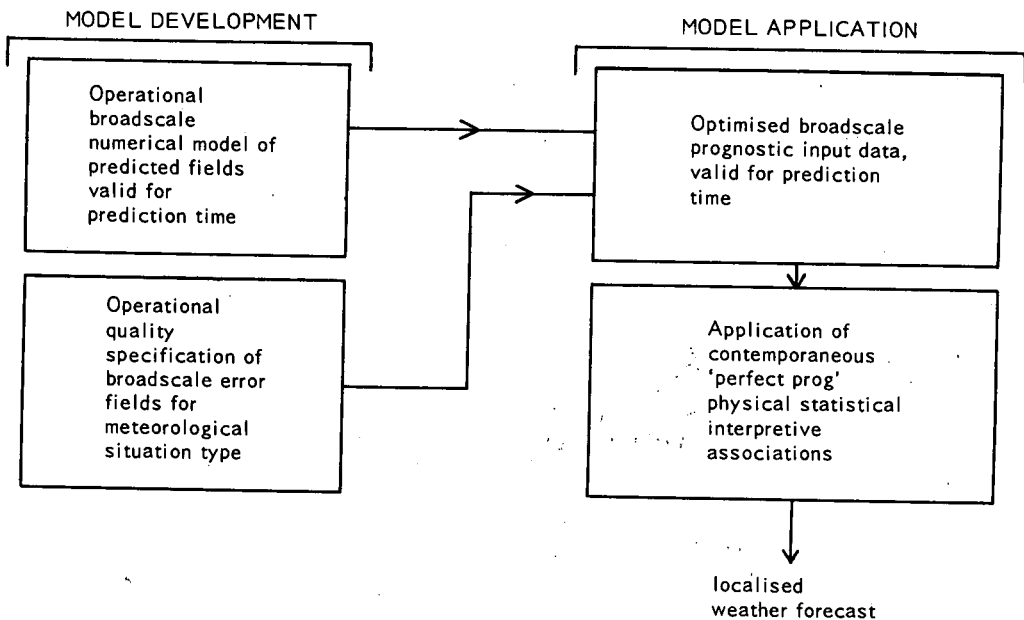 MODEL DEVELOPMENT
Operational
broadscale
numerical model of
predicted fields
valid for
prediction time
Operational
quality
specification of
broadscale error
fields for
meteorological
situation type
MODEL APPLICATION
Optimised broadscale
prognostic input data,
valid for prediction
time
Application of
contemporaneous
'perfect prog'
physical statistical
interpretive
associations
localised
weather forecast